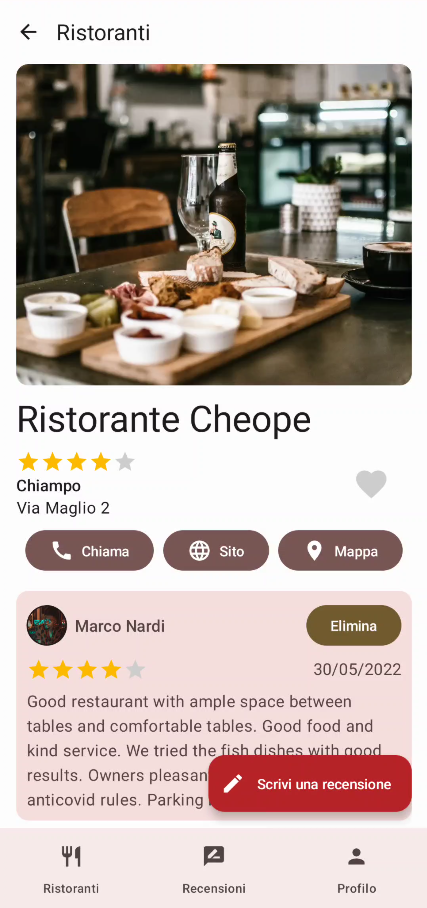 Ristoranti
Ristorante Cheope
Chiampo
Via Maglio 2
Chiama
Sito
Mappa
Marco Nardi
Elimina
30/05/2022
Good restaurant with ample space between
tables and comfortable tables. Good food and
kind service. We tried the fish dishes with good
results. Owners pleasan
anticovid rules. Parking
Scrivi una recensione
Ristoranti
Recensioni
Profilo